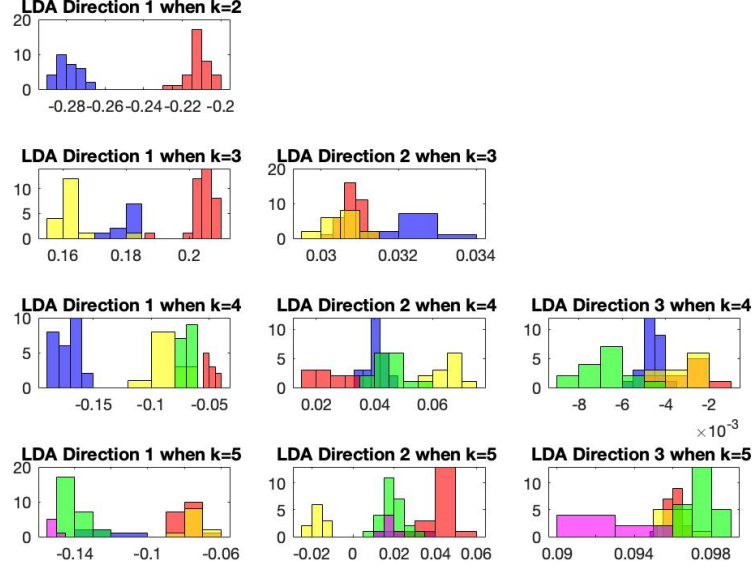 LDA Direction 1 when k=2
20
10
0
-0.28 -0.26 -0.24 -0.22 -0.2
LDA Direction 1 when k=3 LDA Direction 2 when k=3
10
5
0
0.16 0.18 0.2
20
10
0
0.03 0.032 0.034
LDA Direction 1 when k=4 LDA Direction 2 when k=4 LDA Direction 3 when k=4
10
5
0
-0.15 -0.1 -0.05
10
5
0
0.02 0.04 0.06
10
5
0
-8 -6 -4 -2
×10-3
LDA Direction 1 when k=5 LDA Direction 2 when k=5 LDA Direction 3 when k=5
20
10
0
-0.14 -0.1 -0.06
10
5
0
-0.02 0 0.02 0.04 0.06
10
5
0
0.09 0.094 0.098